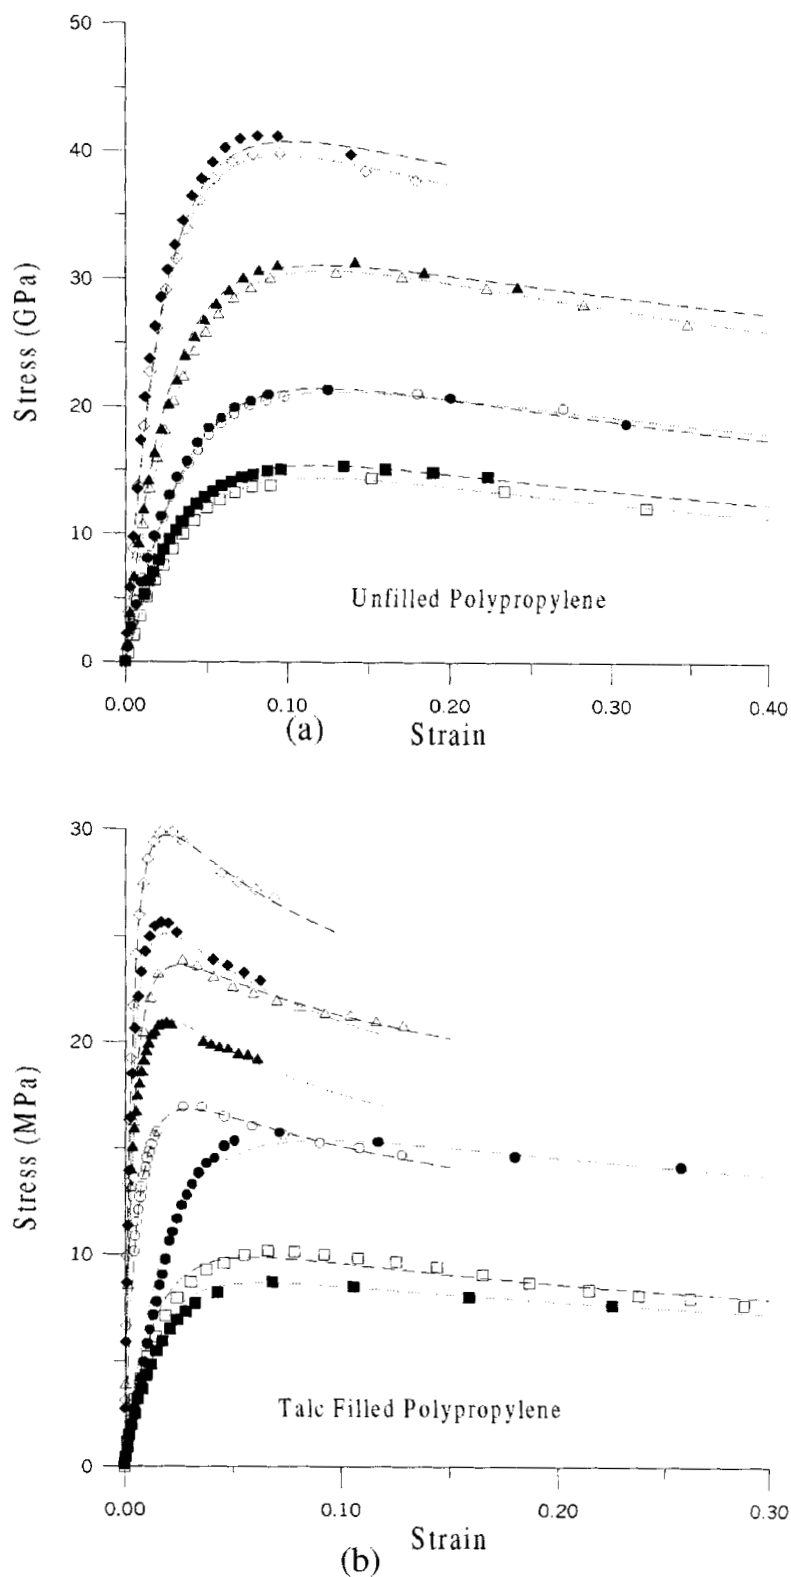 50
40
30
20
10
0
Stress (GPa)
Unfilled Polypropylene
0.00
0.10
0.20
0.30
0.40
(a)
Strain
30
20
10
0
Stress (MPa)
Talc Filled Polypropylene
0.00
0.10
0.20
0.30
Strain
(b)